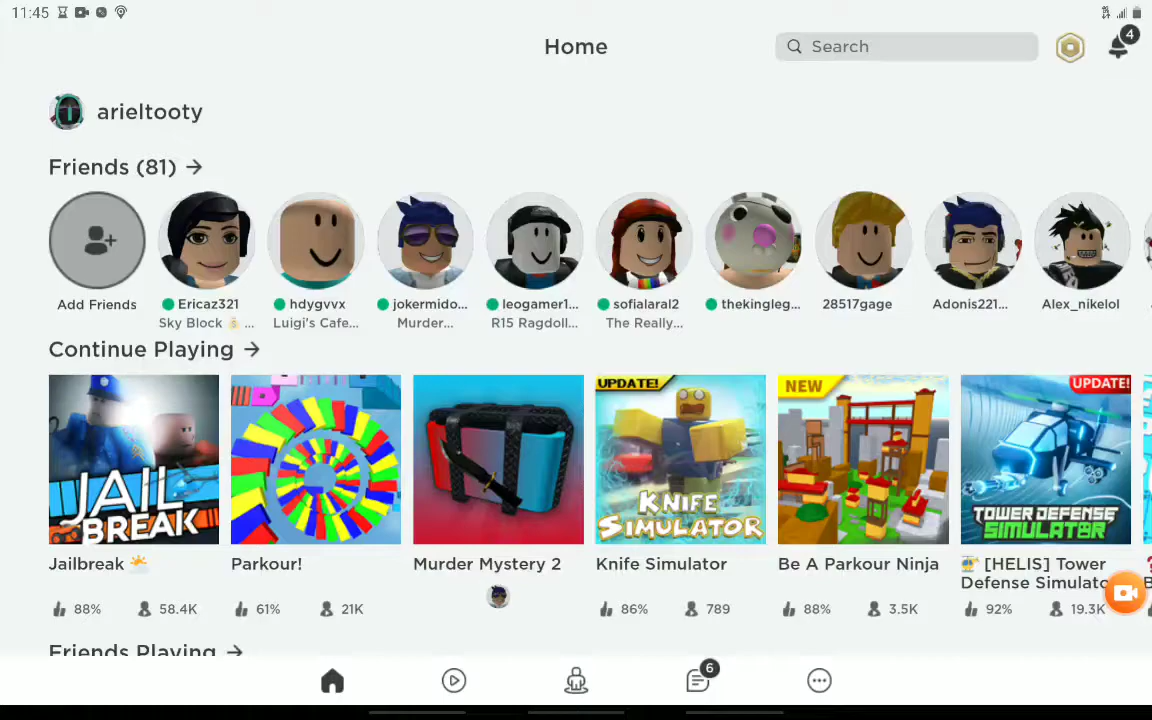 11:45
Home
Search
4
arieltooty
Friends (81) →
Add Friends
Ericaz321
Sky Block 💰 ...
hdygvvx
Luigi's Cafe...
jokermido...
Murder...
leogamer1...
R15 Ragdoll...
sofialaral2
The Really...
thekingleg...
28517gage
Adonis221...
Alex_nikelol
Continue Playing →
JAIL
BREAK
UPDATE!
KNIFE
SIMULATOR
NEW
UPDATE!
TOWER DEFENSE
SIMULATOR
Jailbreak ⛅
88% 58.4K
Parkour!
61% 21K
Murder Mystery 2
Knife Simulator
86% 789
Be A Parkour Ninja
88% 3.5K
🚁 [HELIS] Tower
Defense Simulato
92% 19.3K
Friends Playing →
6